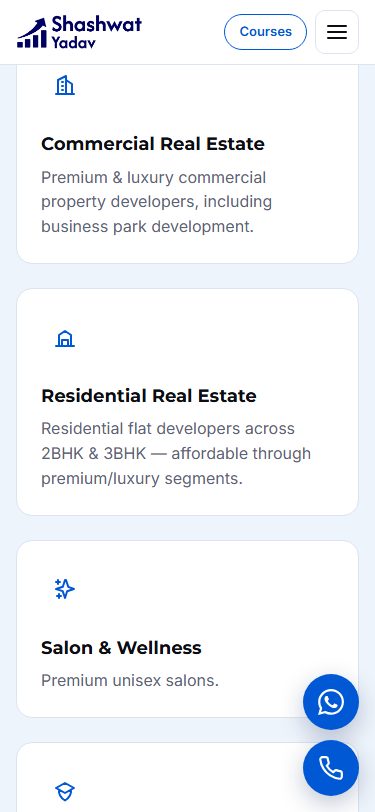 Shashwat
Yadav
Courses
Commercial Real Estate
Premium & luxury commercial
property developers, including
business park development.
Residential Real Estate
Residential flat developers across
2BHK & 3BHK — affordable through
premium/luxury segments.
Salon & Wellness
Premium unisex salons.